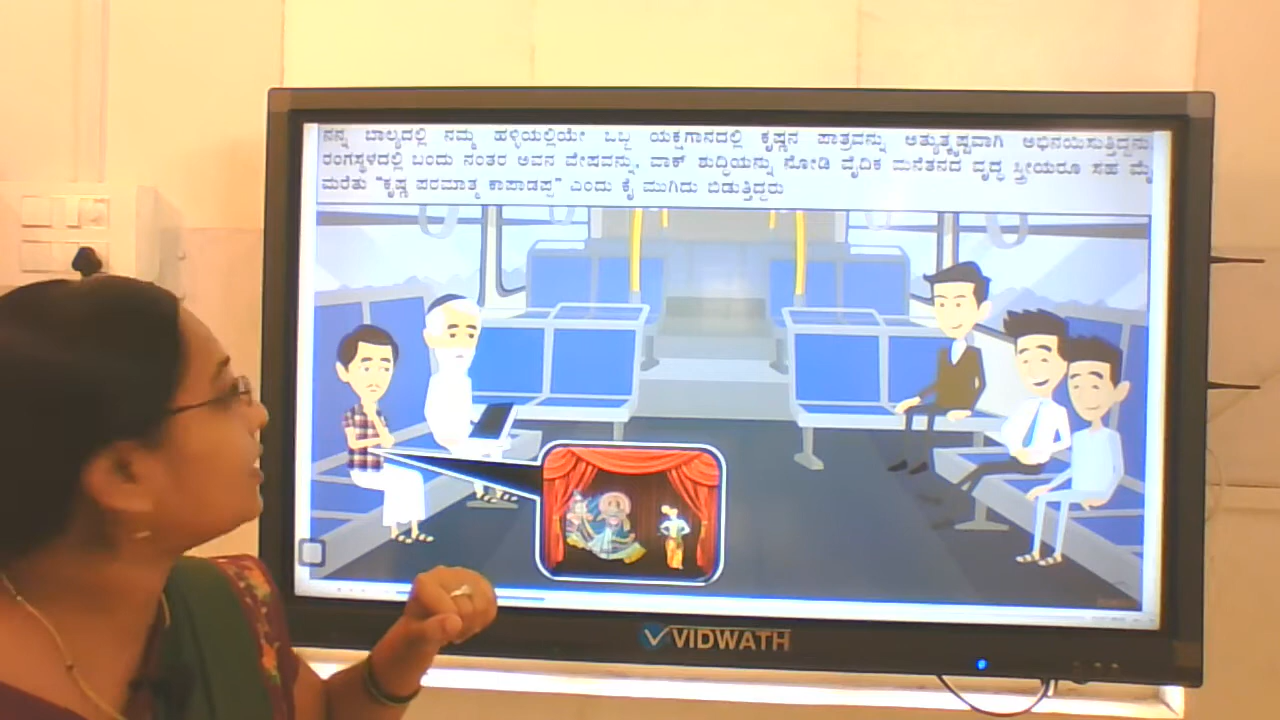 ನನ್ನ ಬಾಲ್ಯದಲ್ಲಿ ನಮ್ಮ ಹಳ್ಳಿಯಲ್ಲಿಯೇ ಒಬ್ಬ ಯಕ್ಷಗಾನದಲ್ಲಿ ಕೃಷ್ಣನ ಪಾತ್ರವನ್ನು ಅತ್ಯುತ್ಕೃಷ್ಟವಾಗಿ ಅಭಿನಯಿಸುತ್ತಿದ್ದನು
ರಂಗಸ್ಥಳದಲ್ಲಿ ಬಂದು ನಂತರ ಅವನ ವೇಷವನ್ನು, ವಾಕ್ ಶುದ್ಧಿಯನ್ನು ನೋಡಿ ವೈದಿಕ ಮನೆತನದ ವೃದ್ಧ ಸ್ತ್ರೀಯರೂ ಸಹ ಮೈ
ಮರೆತು "ಕೃಷ್ಣ ಪರಮಾತ್ಮ ಕಾಪಾಡಪ್ಪ" ಎಂದು ಕೈ ಮುಗಿದು ಬಿಡುತ್ತಿದ್ದರು
VIDWATH